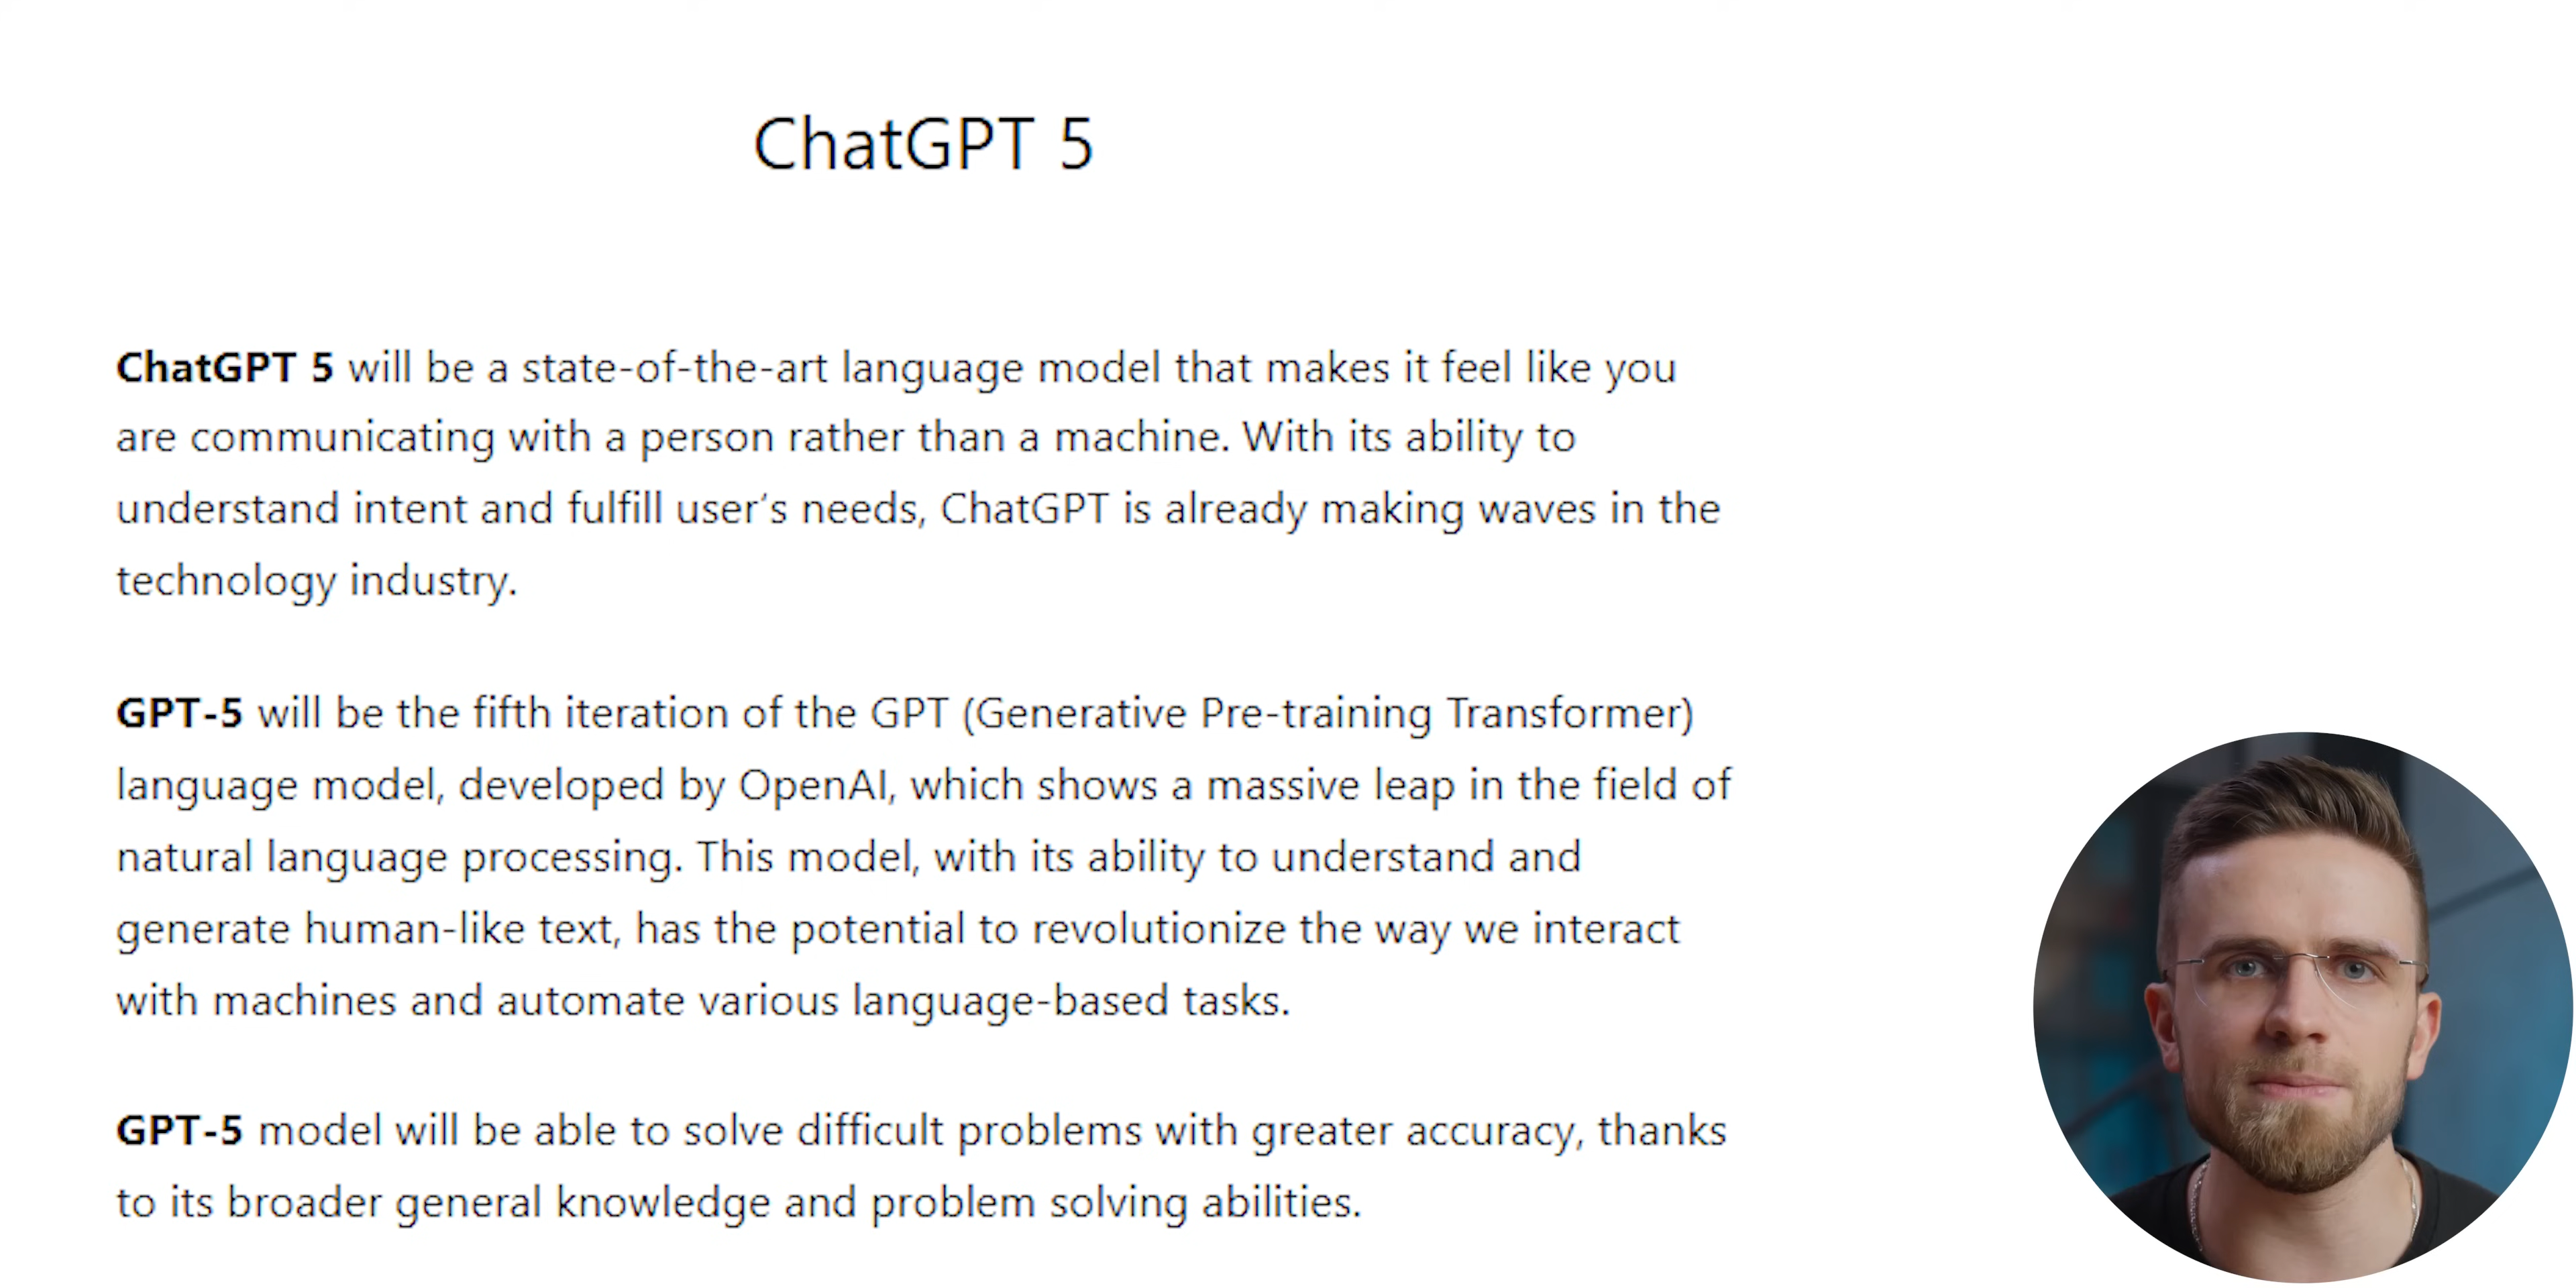 ChatGPT 5
ChatGPT 5 will be a state-of-the-art language model that makes it feel like you
are communicating with a person rather than a machine. With its ability to
understand intent and fulfill user's needs, ChatGPT is already making waves in the
technology industry.
GPT-5 will be the fifth iteration of the GPT (Generative Pre-training Transformer)
language model, developed by OpenAI, which shows a massive leap in the field of
natural language processing. This model, with its ability to understand and
generate human-like text, has the potential to revolutionize the way we interact
with machines and automate various language-based tasks.
GPT-5 model will be able to solve difficult problems with greater accuracy, thanks
to its broader general knowledge and problem solving abilities.